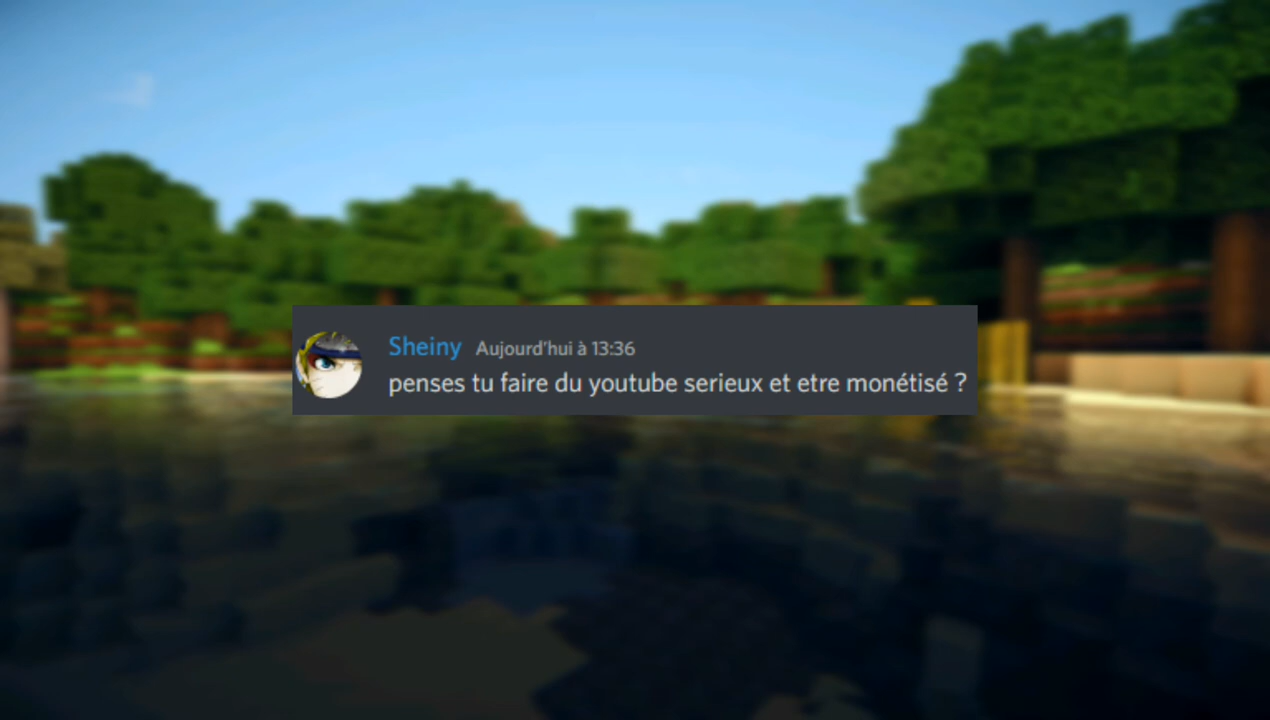 Sheiny Aujourd'hui à 13:36
penses tu faire du youtube serieux et etre monétisé ?